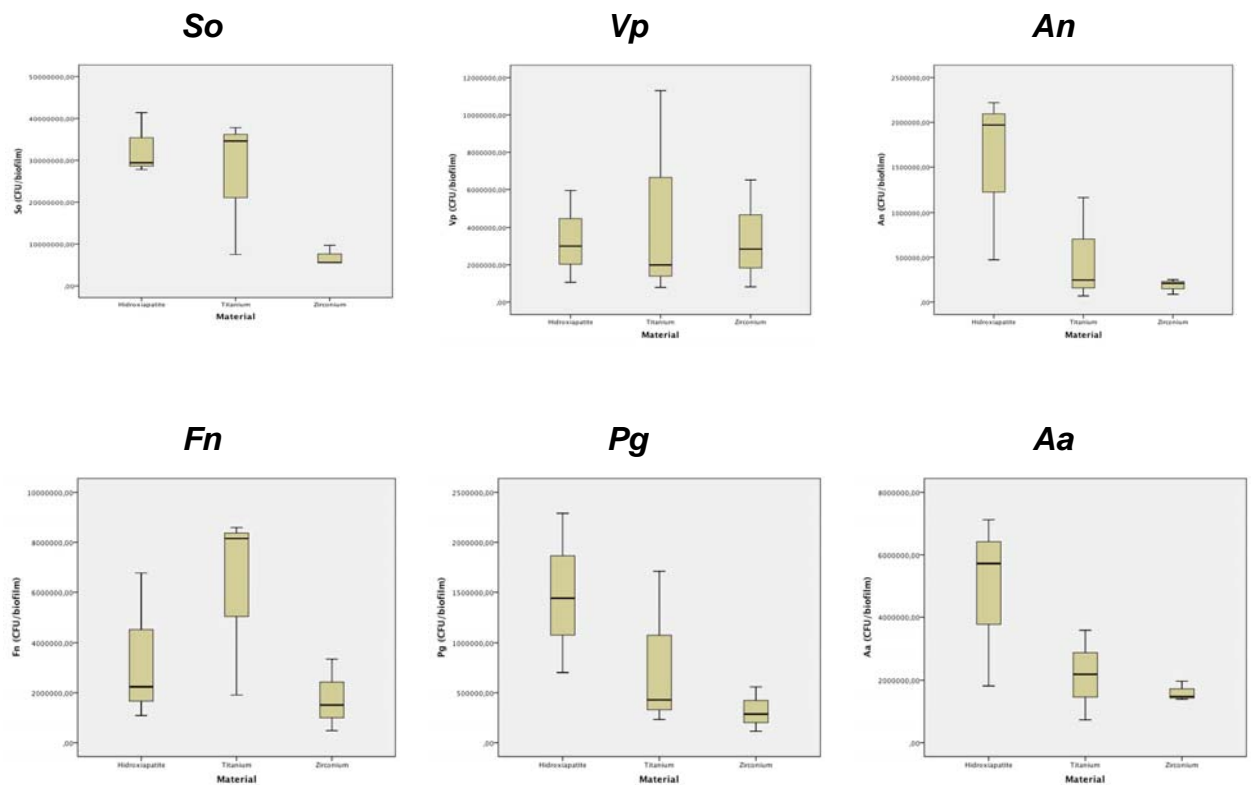 So
Vp
An
So (CFU/biofilm)
50000000,00
40000000,00
30000000,00
20000000,00
10000000,00
,00
Hidroxiapatite Titanium Zirconium
Material
Vp (CFU/biofilm)
12000000,00
10000000,00
8000000,00
6000000,00
4000000,00
2000000,00
,00
Hidroxiapatite Titanium Zirconium
Material
An (CFU/biofilm)
2500000,00
2000000,00
1500000,00
1000000,00
500000,00
,00
Hidroxiapatite Titanium Zirconium
Material
Fn
Pg
Aa
Fn (CFU/biofilm)
10000000,00
8000000,00
6000000,00
4000000,00
2000000,00
,00
Hidroxiapatite Titanium Zirconium
Material
Pg (CFU/biofilm)
2500000,00
2000000,00
1500000,00
1000000,00
500000,00
,00
Hidroxiapatite Titanium Zirconium
Material
Aa (CFU/biofilm)
8000000,00
6000000,00
4000000,00
2000000,00
,00
Hidroxiapatite Titanium Zirconium
Material